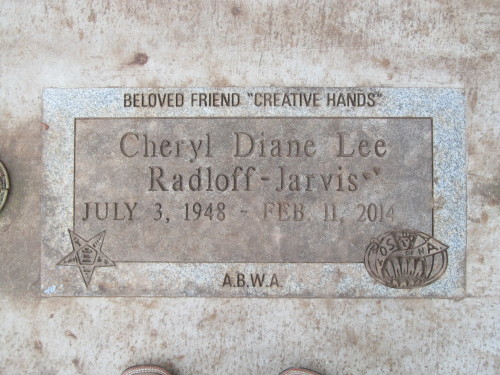 BELOVED FRIEND "CREATIVE HANDS"
Cheryl Diane Lee
Radloff-Jarvis
JULY 3, 1948 - FEB. 11, 2014
A.B.W.A.